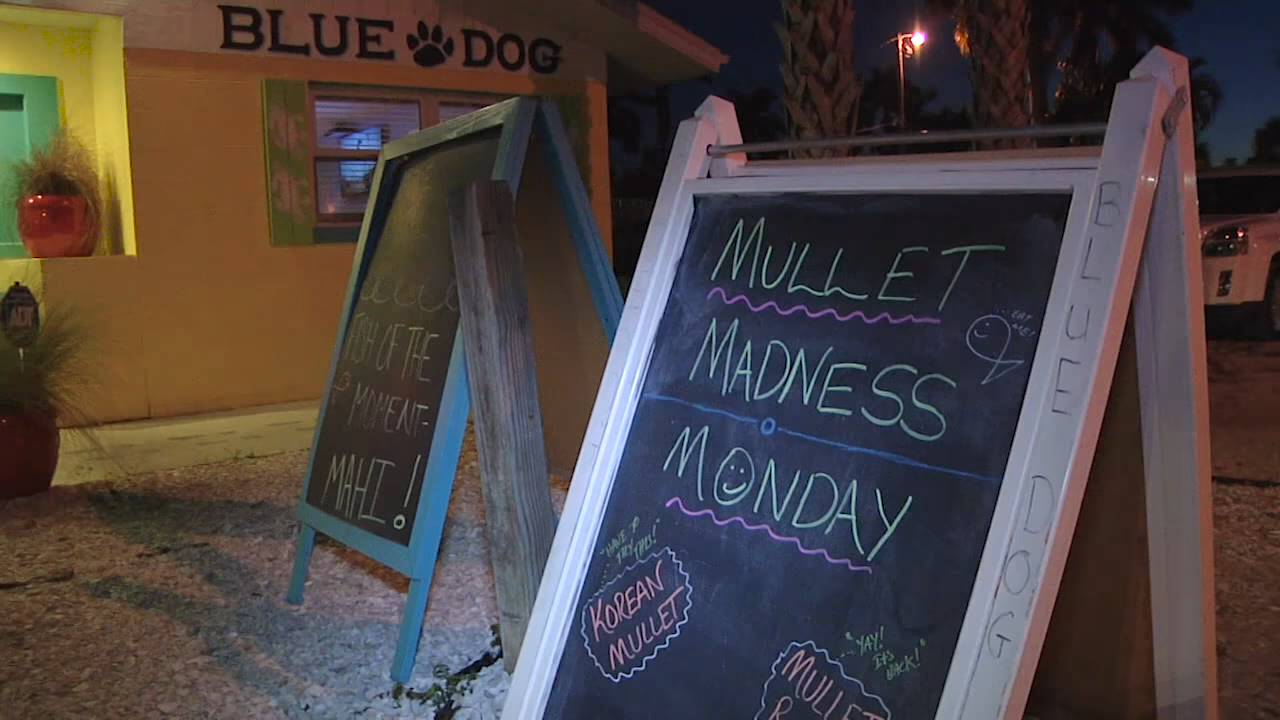 BLUE DOG
FISH OF THE
MOMENT-
MAHI!
MULLET
MADNESS
MONDAY
EAT
ME!
"HAVE TO
TRY THIS!"
KOREAN
MULLET
"YAY!
IT'S
BACK!"
MULLET
BLUE DOG
ADT